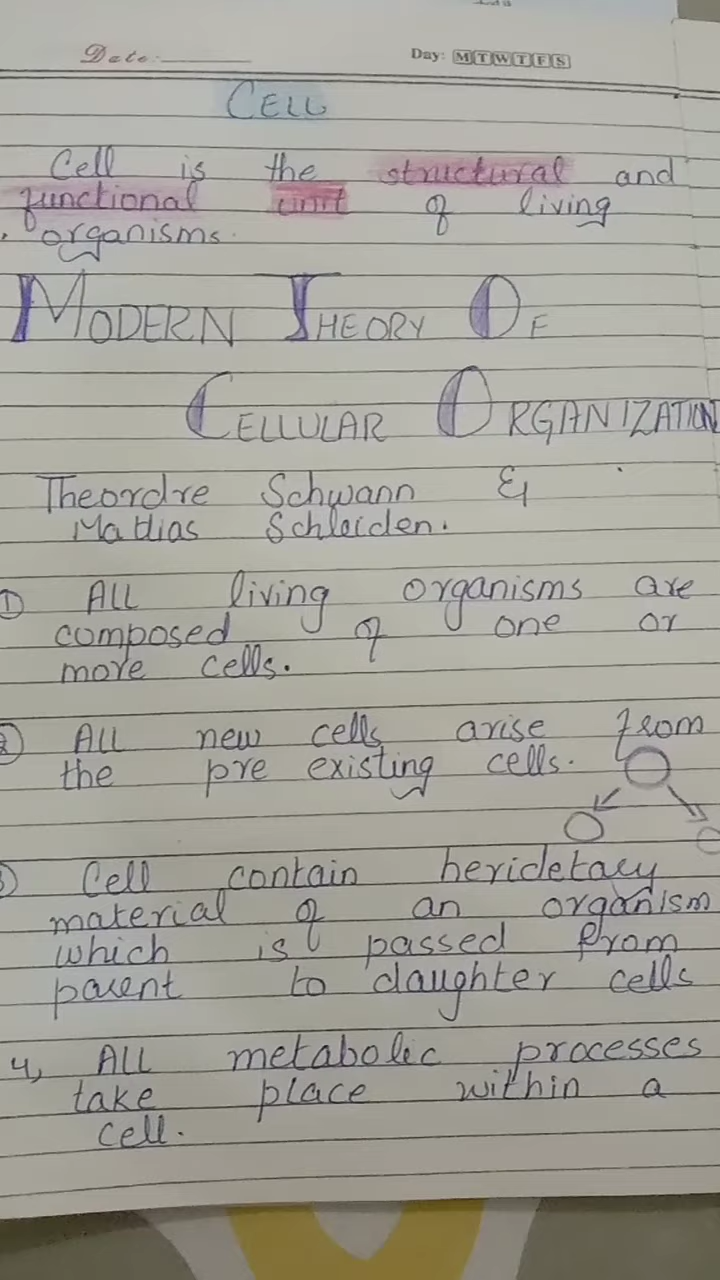 Date:
Day: M T W T F S
CELL
Cell is the structural and
functional unit of living
organisms.
MODERN THEORY OF
CELLULAR ORGANIZATION
Theordre Schwann &
Mattias Schleiden.
① All living organisms are
composed of one or
more cells.
② All new cells arise from
the pre existing cells.
③ Cell contain heridetacy
material of an organism
which is passed from
parent to daughter cells
4, All metabolic processes
take place within a
cell.